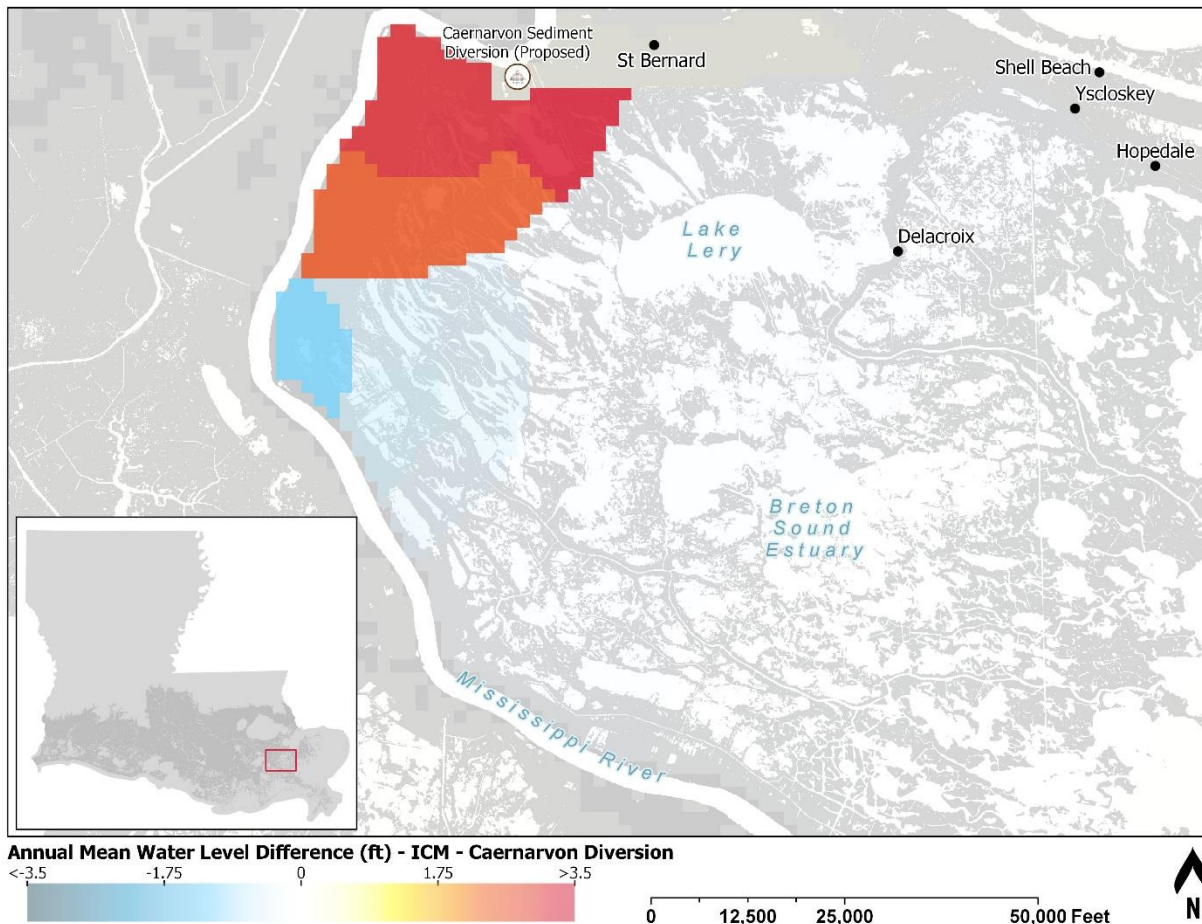 Caernarvon Sediment
Diversion (Proposed)
St Bernard
Shell Beach
Yscloskey
Hopedale
Lake
Lery
Delacroix
Breton
Sound
Estuary
Mississippi River
Annual Mean Water Level Difference (ft) - ICM - Caernarvon Diversion
<-3.5 -1.75 0 1.75 >3.5
0 12,500 25,000 50,000 Feet
N